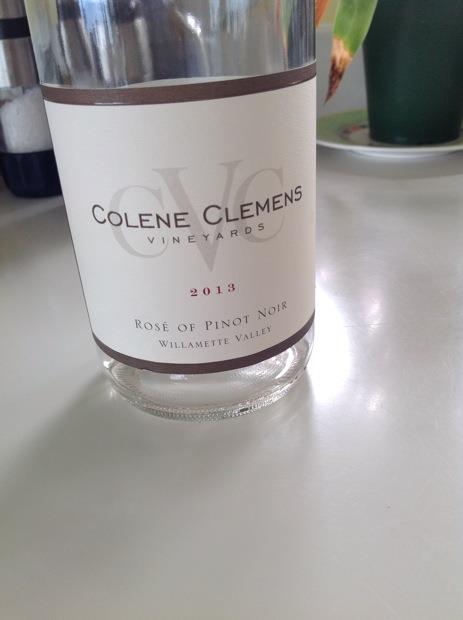 CVC
COLENE CLEMENS
VINEYARDS
2013
ROSÉ OF PINOT NOIR
WILLAMETTE VALLEY